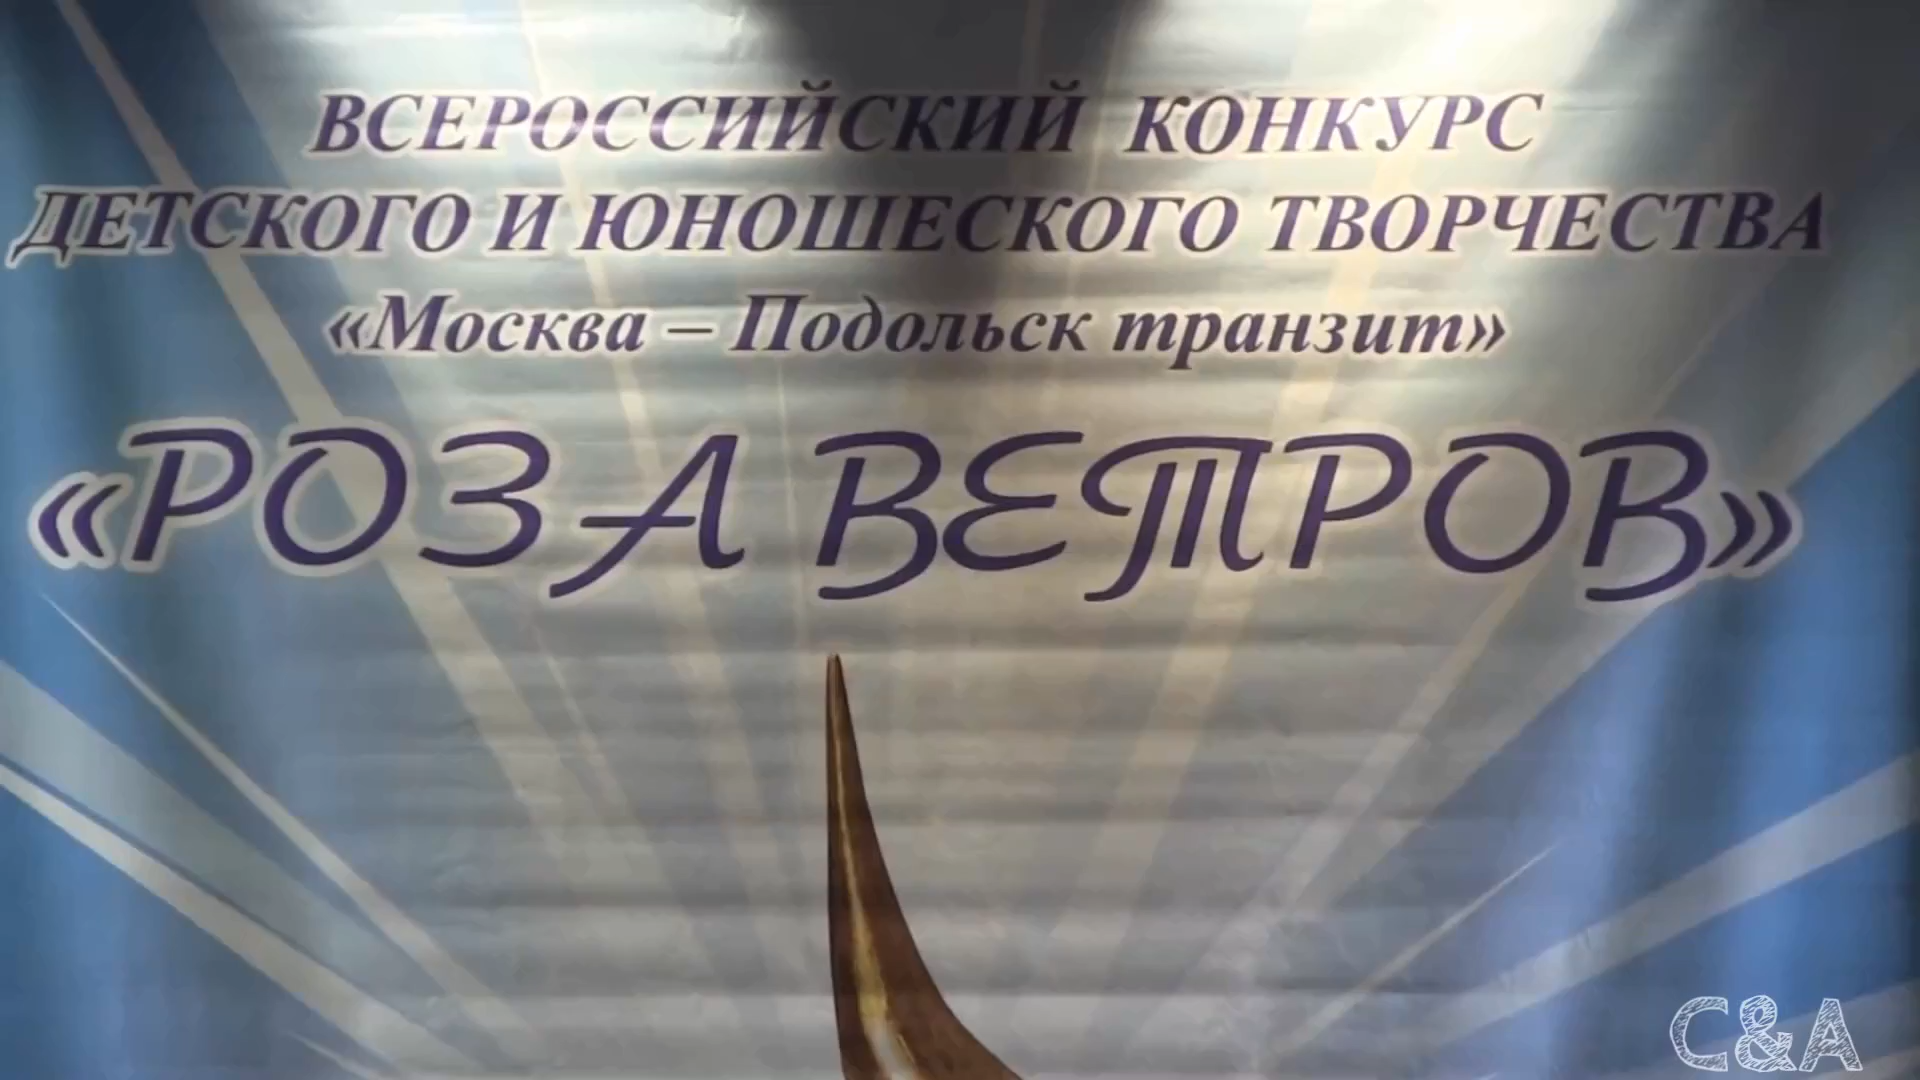 ВСЕРОССИЙСКИЙ КОНКУРС
ДЕТСКОГО И ЮНОШЕСКОГО ТВОРЧЕСТВА
«Москва – Подольск транзит»
«РОЗА ВЕТРОВ»
C&A